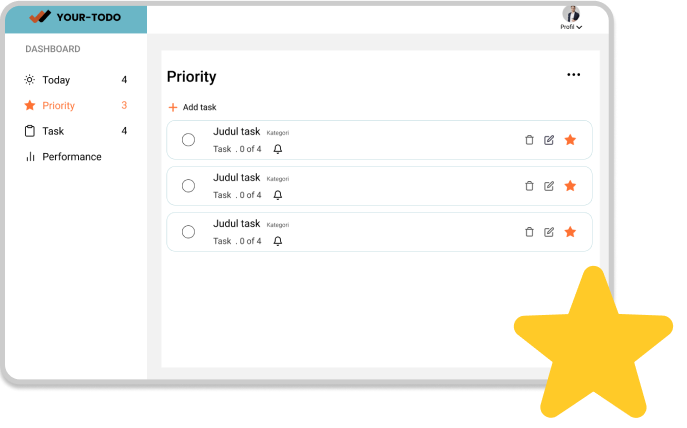 YOUR-TODO
Profil
DASHBOARD
Today 4
Priority 3
Task 4
Performance
Priority
Add task
Judul task Kategori
Task . 0 of 4
Judul task Kategori
Task . 0 of 4
Judul task Kategori
Task . 0 of 4